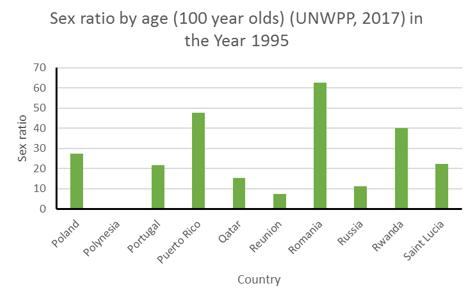 Sex ratio by age (100 year olds) (UNWPP, 2017) in
the Year 1995
70
60
50
40
30
20
10
0
Sex ratio
Poland
Polynesia
Portugal
Puerto Rico
Qatar
Reunion
Romania
Russia
Rwanda
Saint Lucia
Country